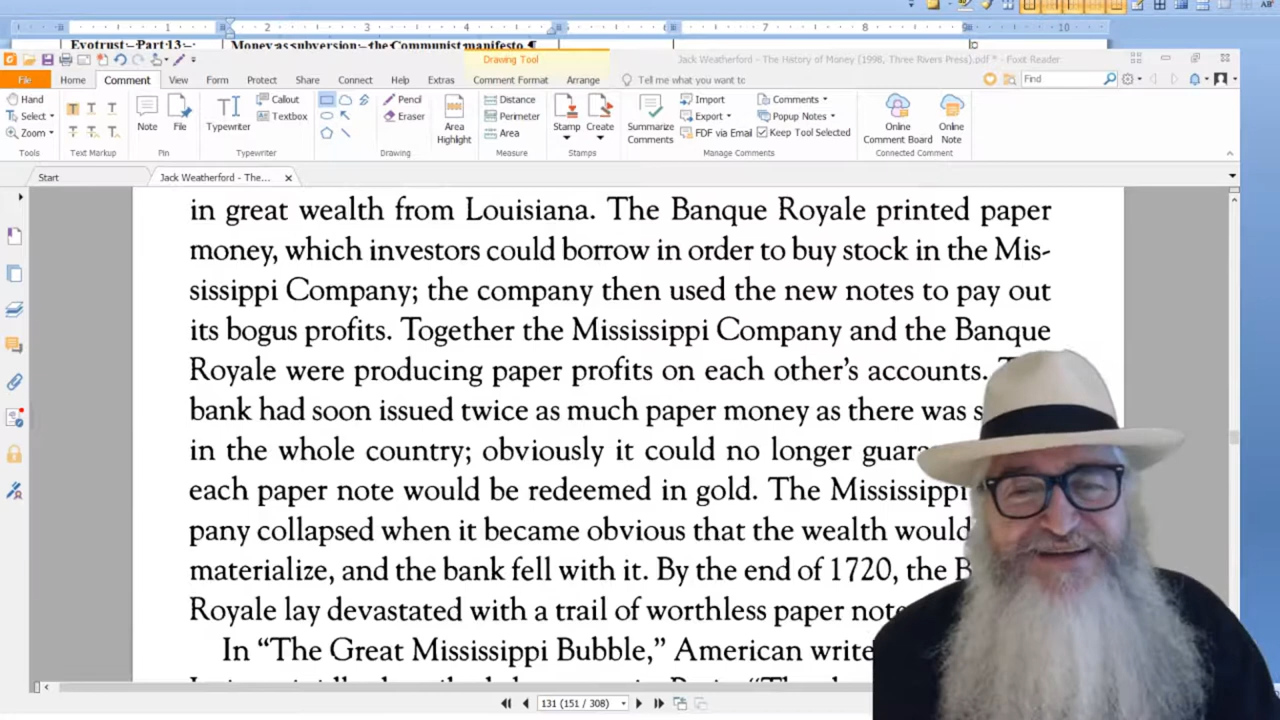 Evotrust – Part 13 – : Money as subversion – the Communist manifesto ¶
Drawing Tool
Jack Weatherford - The History of Money (1998, Three Rivers Press).pdf * - Foxit Reader
File Home Comment View Form Protect Share Connect Help Extras Comment Format Arrange Tell me what you want to Find
Hand
Select
Zoom
Tools
Text Markup
Note
File
Pin
Typewriter
Callout
Textbox
Typewriter
Pencil
Eraser
Drawing
Area Highlight
Distance
Perimeter
Area
Measure
Stamp
Create
Stamps
Summarize Comments
Import
Export
FDF via Email
Comments
Popup Notes
Keep Tool Selected
Manage Comments
Online Comment Board
Online Note
Connected Comment
Start
Jack Weatherford - The...
in great wealth from Louisiana. The Banque Royale printed paper
money, which investors could borrow in order to buy stock in the Mis-
sissippi Company; the company then used the new notes to pay out
its bogus profits. Together the Mississippi Company and the Banque
Royale were producing paper profits on each other's accounts.
bank had soon issued twice as much paper money as there was
in the whole country; obviously it could no longer
each paper note would be redeemed in gold. The Mississippi
pany collapsed when it became obvious that the wealth would
materialize, and the bank fell with it. By the end of 1720, the
Royale lay devastated with a trail of worthless paper
In “The Great Mississippi Bubble,” American
131 (151 / 308)